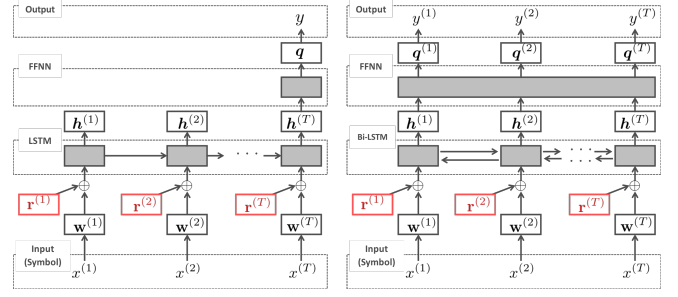 Output
y
q
FFNN
h^(1) h^(2) h^(T)
LSTM
· · ·
r^(1) r^(2) r^(T)
w^(1) w^(2) w^(T)
Input
(Symbol)
x^(1) x^(2) x^(T)
Output
y^(1) y^(2) y^(T)
q^(1) q^(2) q^(T)
FFNN
h^(1) h^(2) h^(T)
Bi-LSTM
· · ·
· · ·
r^(1) r^(2) r^(T)
w^(1) w^(2) w^(T)
Input
(Symbol)
x^(1) x^(2) x^(T)